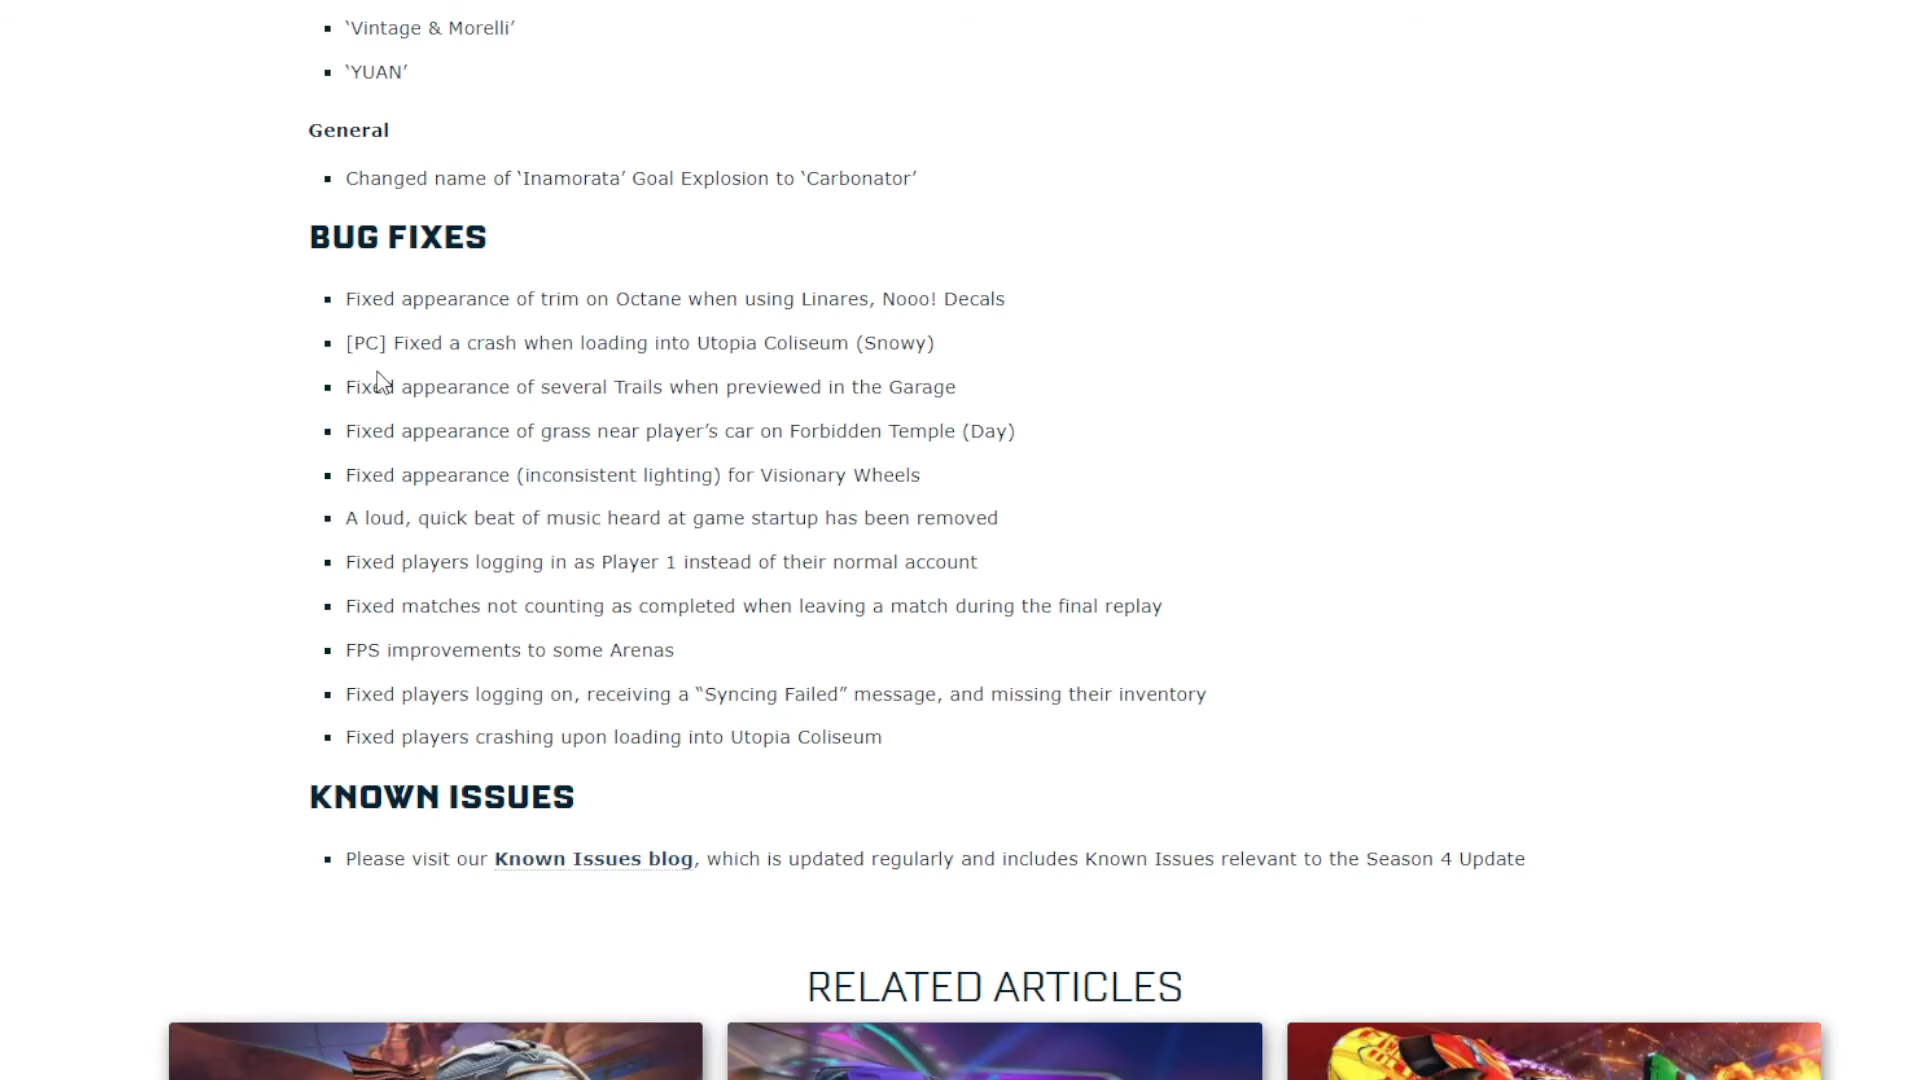 ‘Vintage & Morelli’
‘YUAN’
General
Changed name of ‘Inamorata’ Goal Explosion to ‘Carbonator’
BUG FIXES
Fixed appearance of trim on Octane when using Linares, Nooo! Decals
[PC] Fixed a crash when loading into Utopia Coliseum (Snowy)
Fixed appearance of several Trails when previewed in the Garage
Fixed appearance of grass near player’s car on Forbidden Temple (Day)
Fixed appearance (inconsistent lighting) for Visionary Wheels
A loud, quick beat of music heard at game startup has been removed
Fixed players logging in as Player 1 instead of their normal account
Fixed matches not counting as completed when leaving a match during the final replay
FPS improvements to some Arenas
Fixed players logging on, receiving a “Syncing Failed” message, and missing their inventory
Fixed players crashing upon loading into Utopia Coliseum
KNOWN ISSUES
Please visit our Known Issues blog, which is updated regularly and includes Known Issues relevant to the Season 4 Update
RELATED ARTICLES